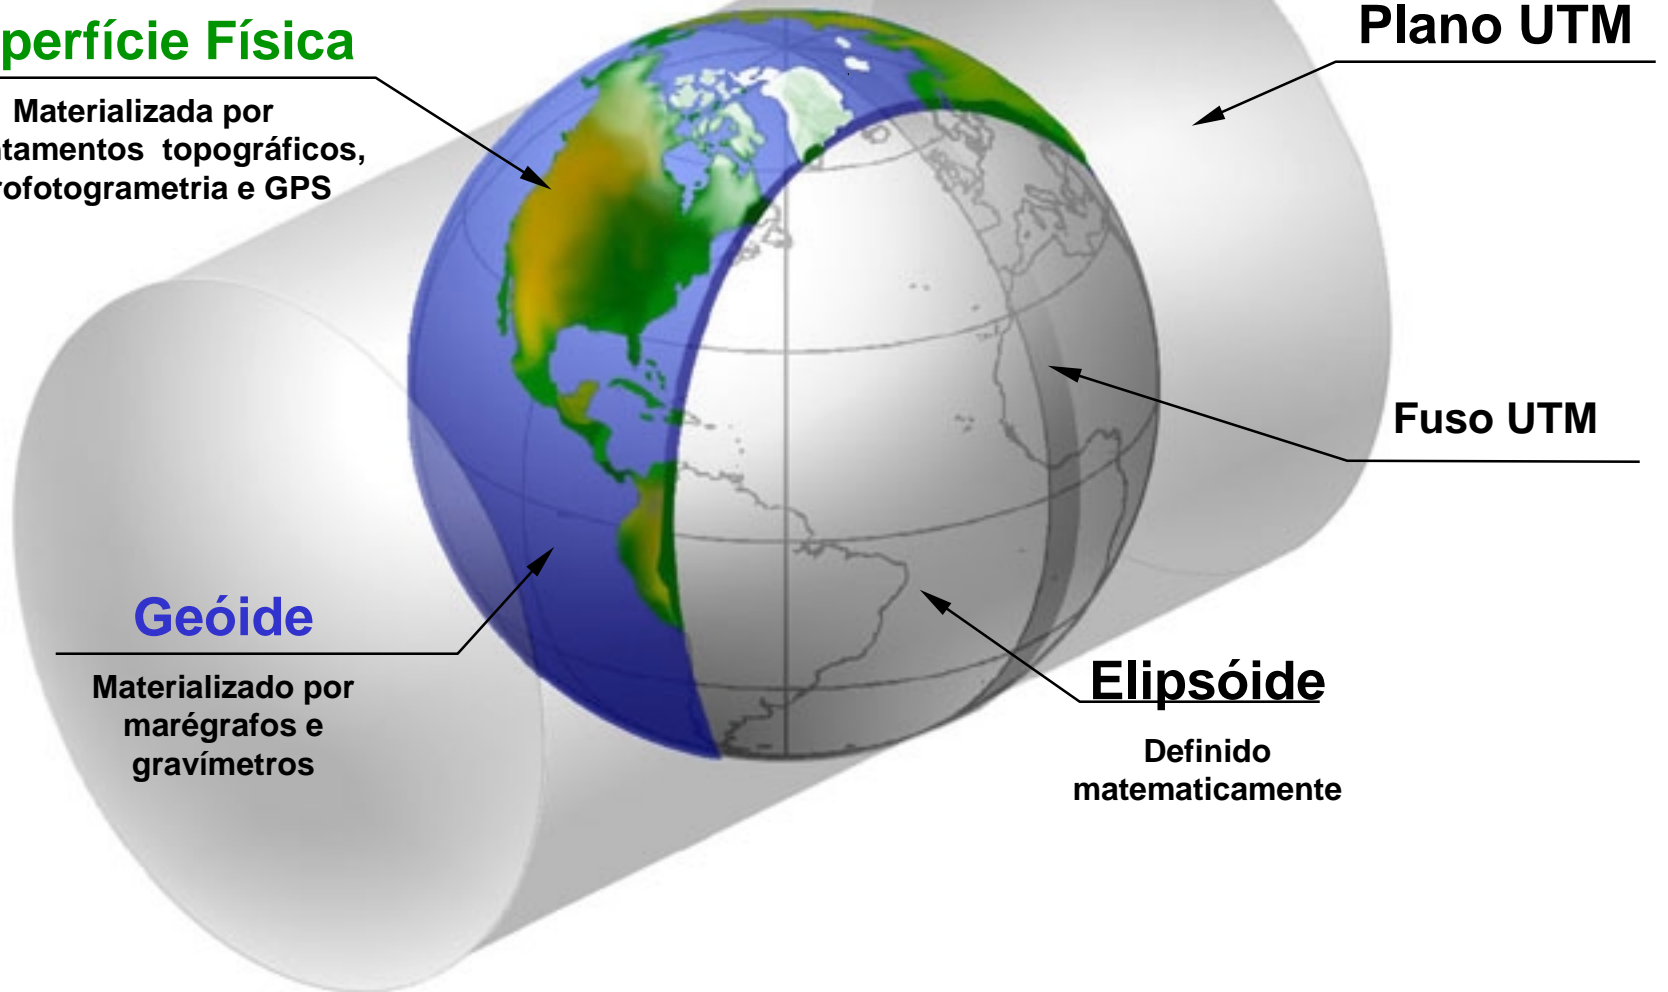 perfície Física
Materializada por
ntamentos topográficos,
rofotogrametria e GPS
Plano UTM
Fuso UTM
Geóide
Materializado por
marégrafos e
gravímetros
Elipsóide
Definido
matematicamente